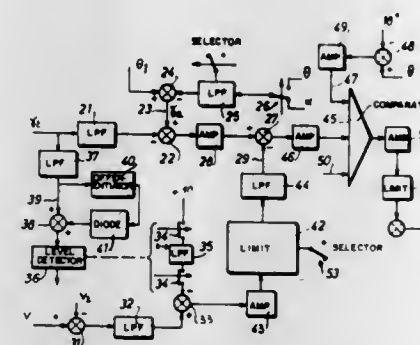 SELECTOR
49
AMP
48
θ
θ
24
LPF
25
26
θ
α
47
23
21
LPF
22
AMP
28
27
45
COMPARAT
46
AMP
AMP
LPF
37
29
50
40
39
LPF
44
LIMIT
38
DIODE
41
34
35
LPF
LIMIT
42
SELECTOR
53
LEVEL
DETECTOR
36
34
V
32
LPF
33
AMP
43
31